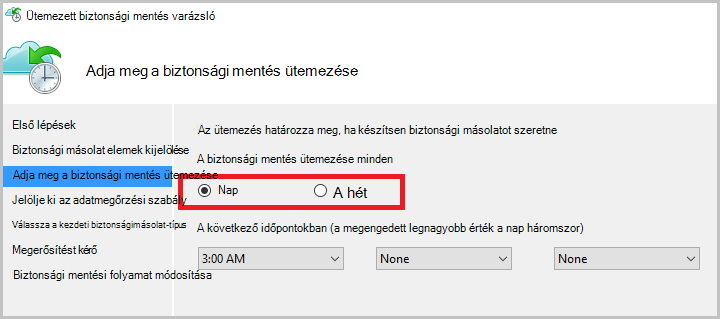 Ütemezett biztonsági mentés varázsló
Adja meg a biztonsági mentés ütemezése
Első lépések
Biztonsági másolat elemek kijelölése
Adja meg a biztonsági mentés ütemezése
Jelölje ki az adatmegőrzési szabály
Válassza a kezdeti biztonságimásolat-típus
Megerősítést kérő
Biztonsági mentési folyamat módosítása
Az ütemezés határozza meg, ha készítsen biztonsági másolatot szeretne
A biztonsági mentés ütemezése minden
Nap A hét
A következő időpontokban (a megengedett legnagyobb érték a nap háromszor)
3:00 AM None None